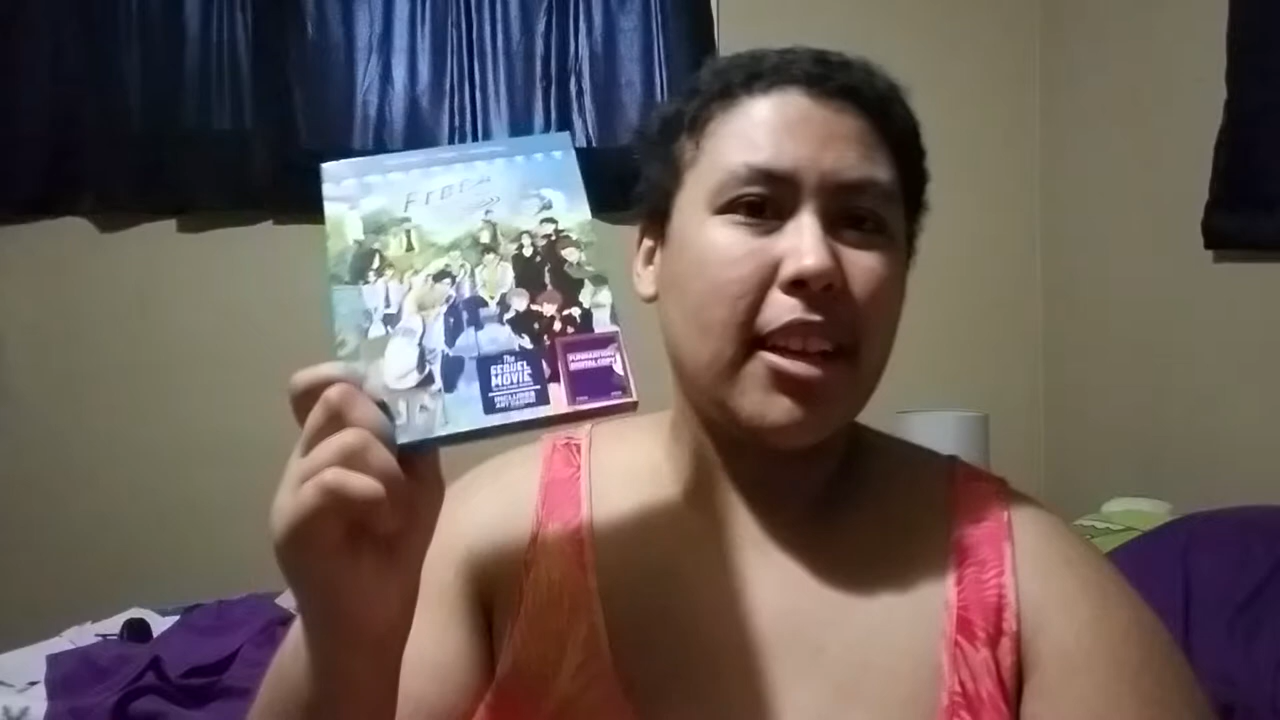 Free!
The
SEQUEL
MOVIE
INCLUDES
ART CARDS!
FUNIMATION
DIGITAL COPY